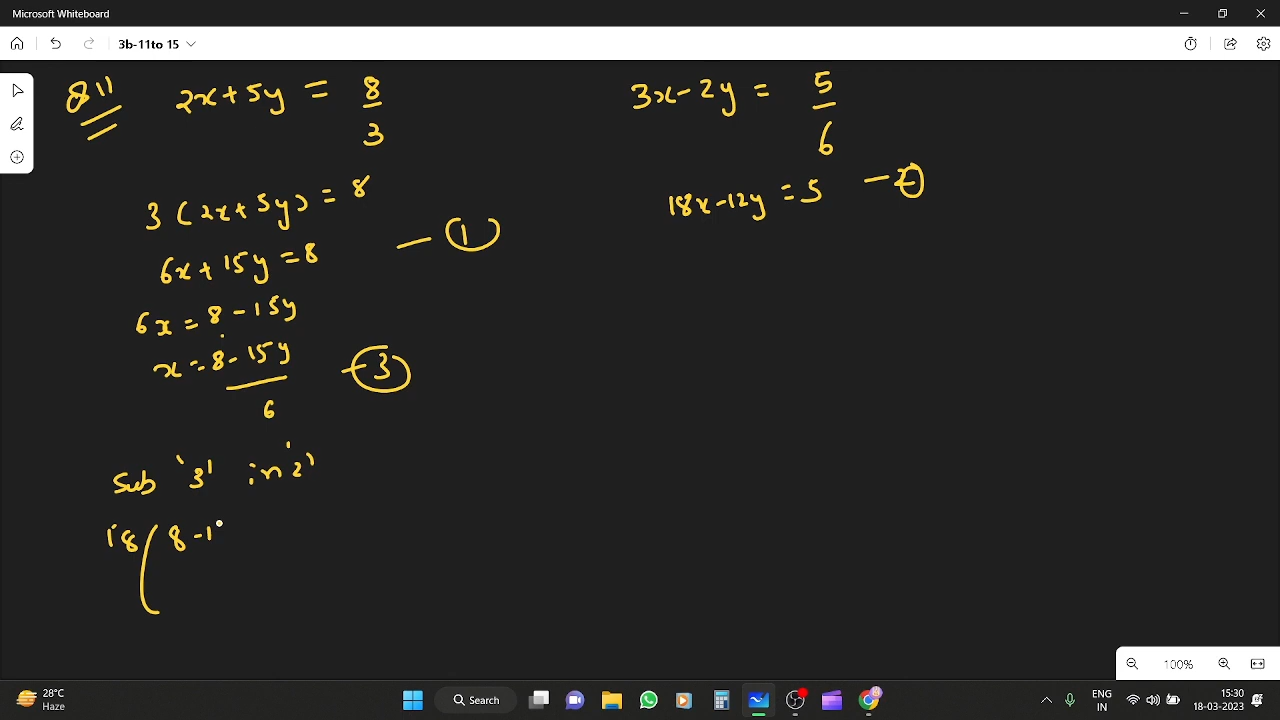 Microsoft Whiteboard
3b-11to 15
Q11 2x+5y = 8/3
3x-2y = 5/6
3(2x+5y) = 8
18x-12y = 5 — 2
6x+15y = 8 — 1
6x = 8-15y
x = 8-15y/6 — 3
Sub '3' in '2'
18( 8-1
100%
28°C
Haze
Search
ENG
IN
15:30
18-03-2023